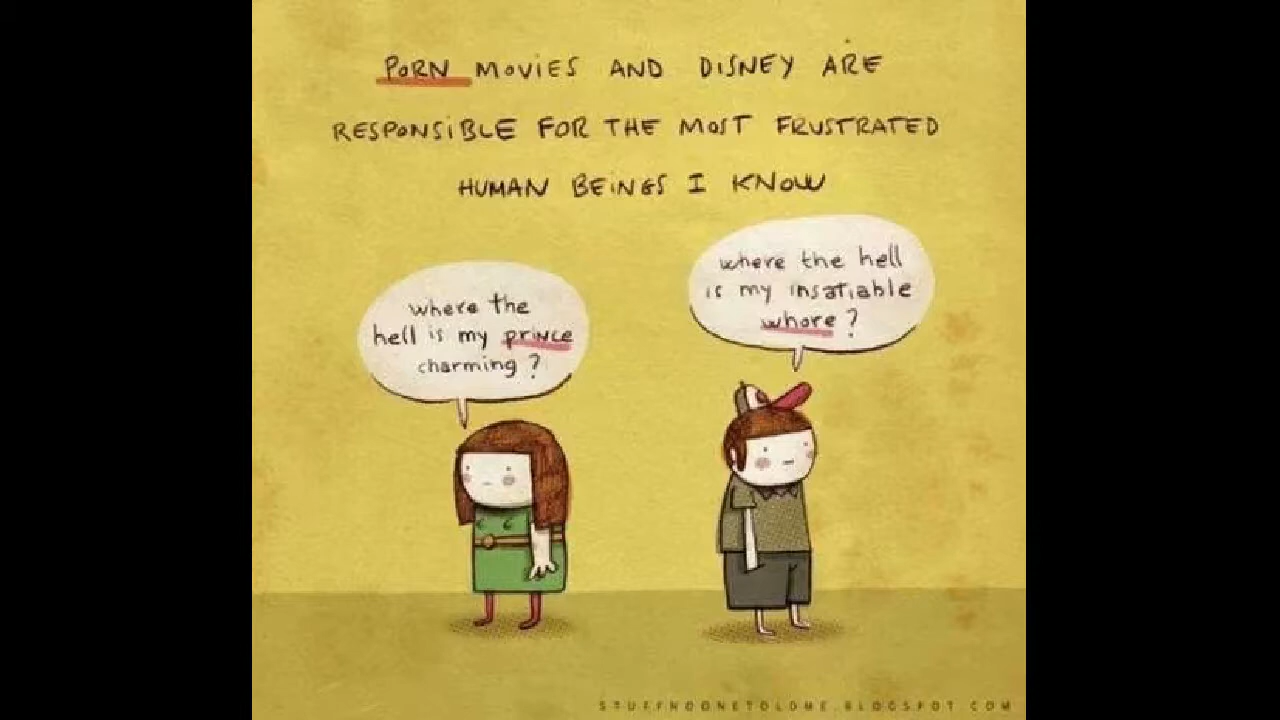 PORN MOVIES AND DISNEY ARE
RESPONSIBLE FOR THE MOST FRUSTRATED
HUMAN BEINGS I KNOW
where the hell
is my insatiable
whore?
where the
hell is my prince
charming?
STUFFNOONETOLDME.BLOGSPOT.COM